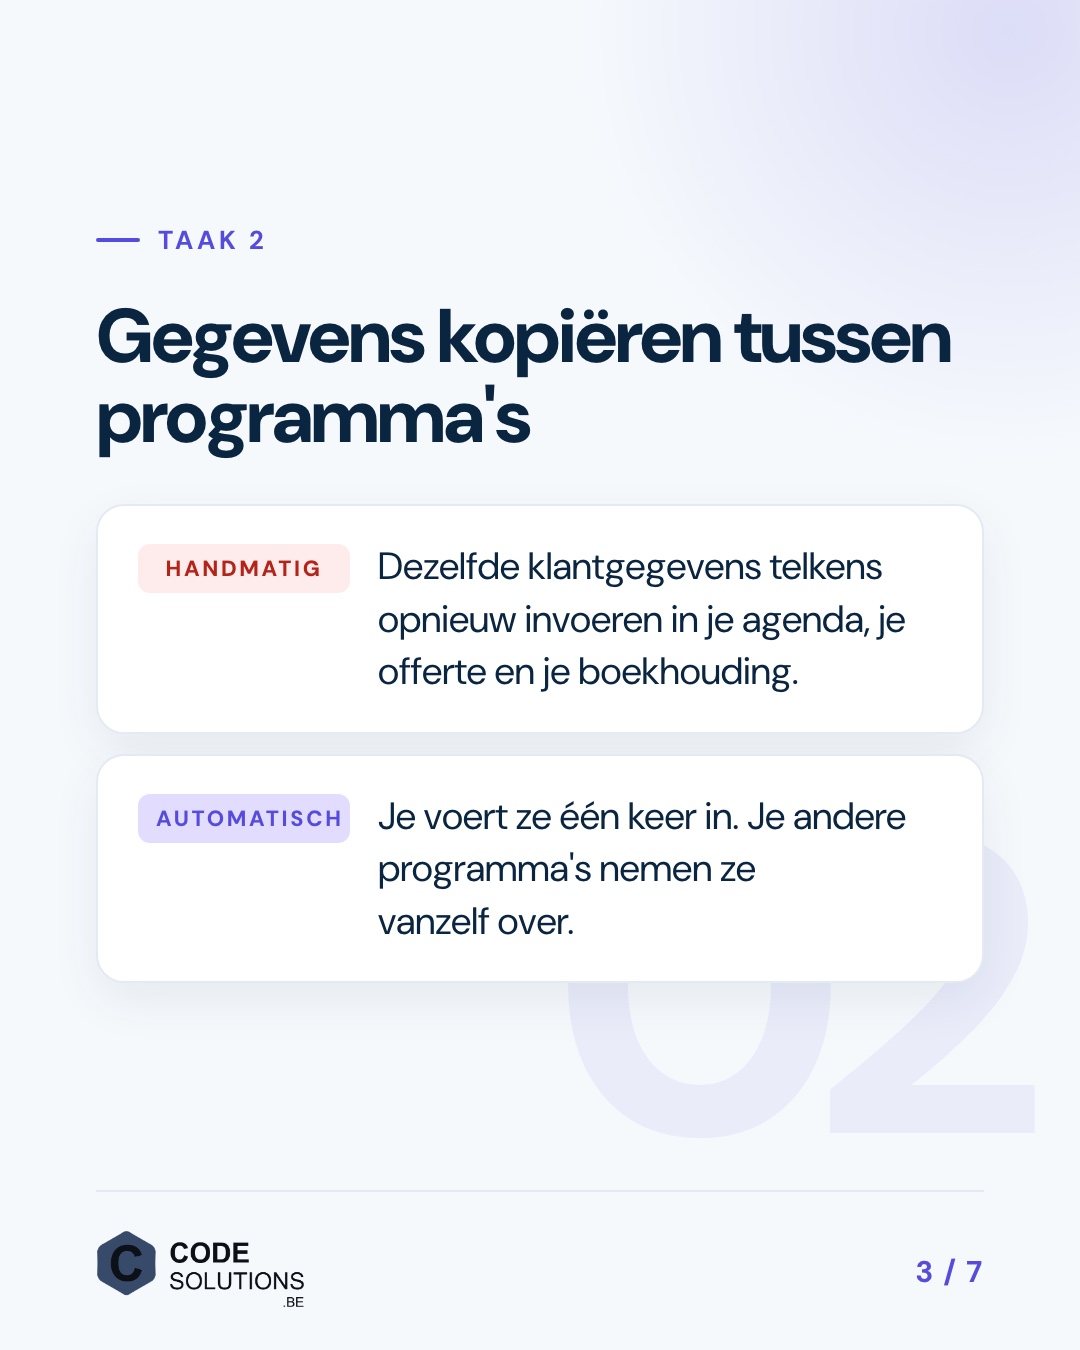 TAAK 2
Gegevens kopiëren tussen
programma's
HANDMATIG
Dezelfde klantgegevens telkens
opnieuw invoeren in je agenda, je
offerte en je boekhouding.
AUTOMATISCH
Je voert ze één keer in. Je andere
programma's nemen ze
vanzelf over.
02
C
CODE
SOLUTIONS
.BE
3 / 7